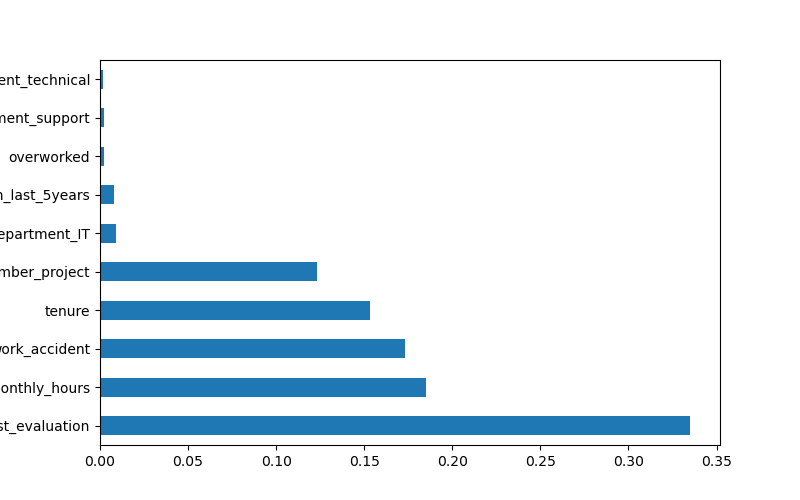 ent_technical
ment_support
overworked
n_last_5years
epartment_IT
mber_project
tenure
work_accident
onthly_hours
st_evaluation
0.00 0.05 0.10 0.15 0.20 0.25 0.30 0.35